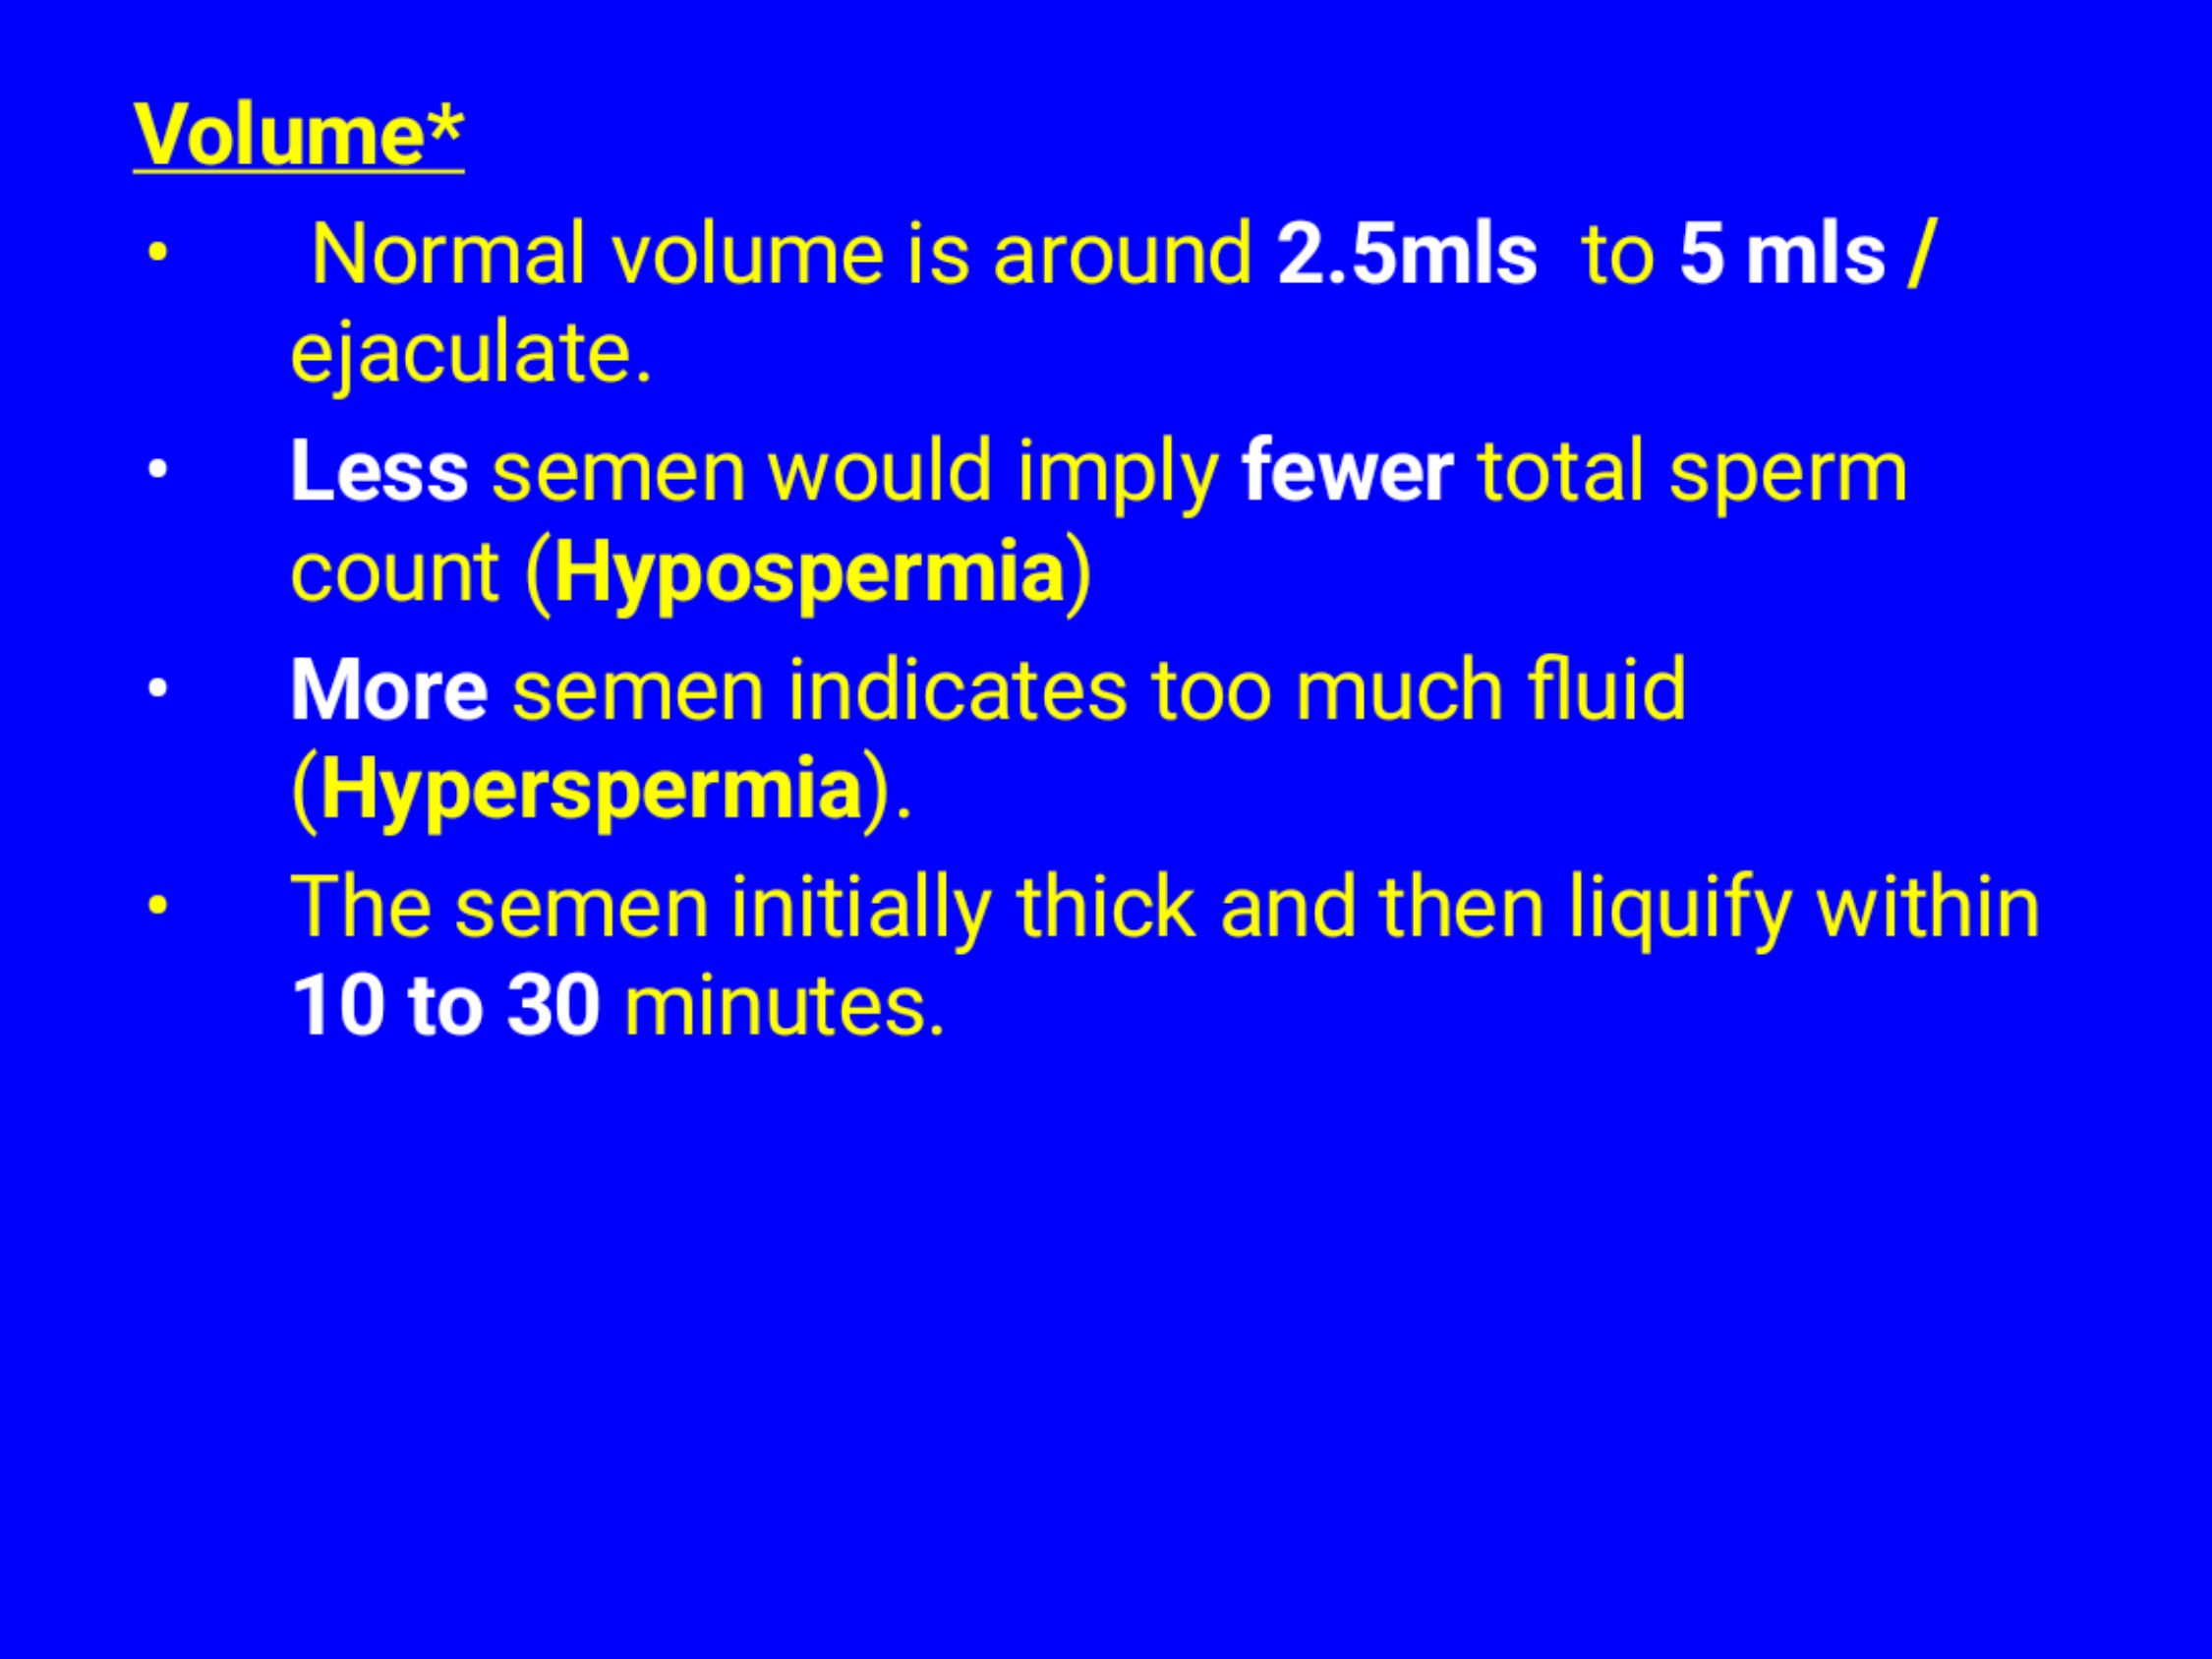 Volume*
• Normal volume is around 2.5mls to 5 mls /
ejaculate.
• Less semen would imply fewer total sperm
count (Hypospermia)
• More semen indicates too much fluid
(Hyperspermia).
• The semen initially thick and then liquify within
10 to 30 minutes.